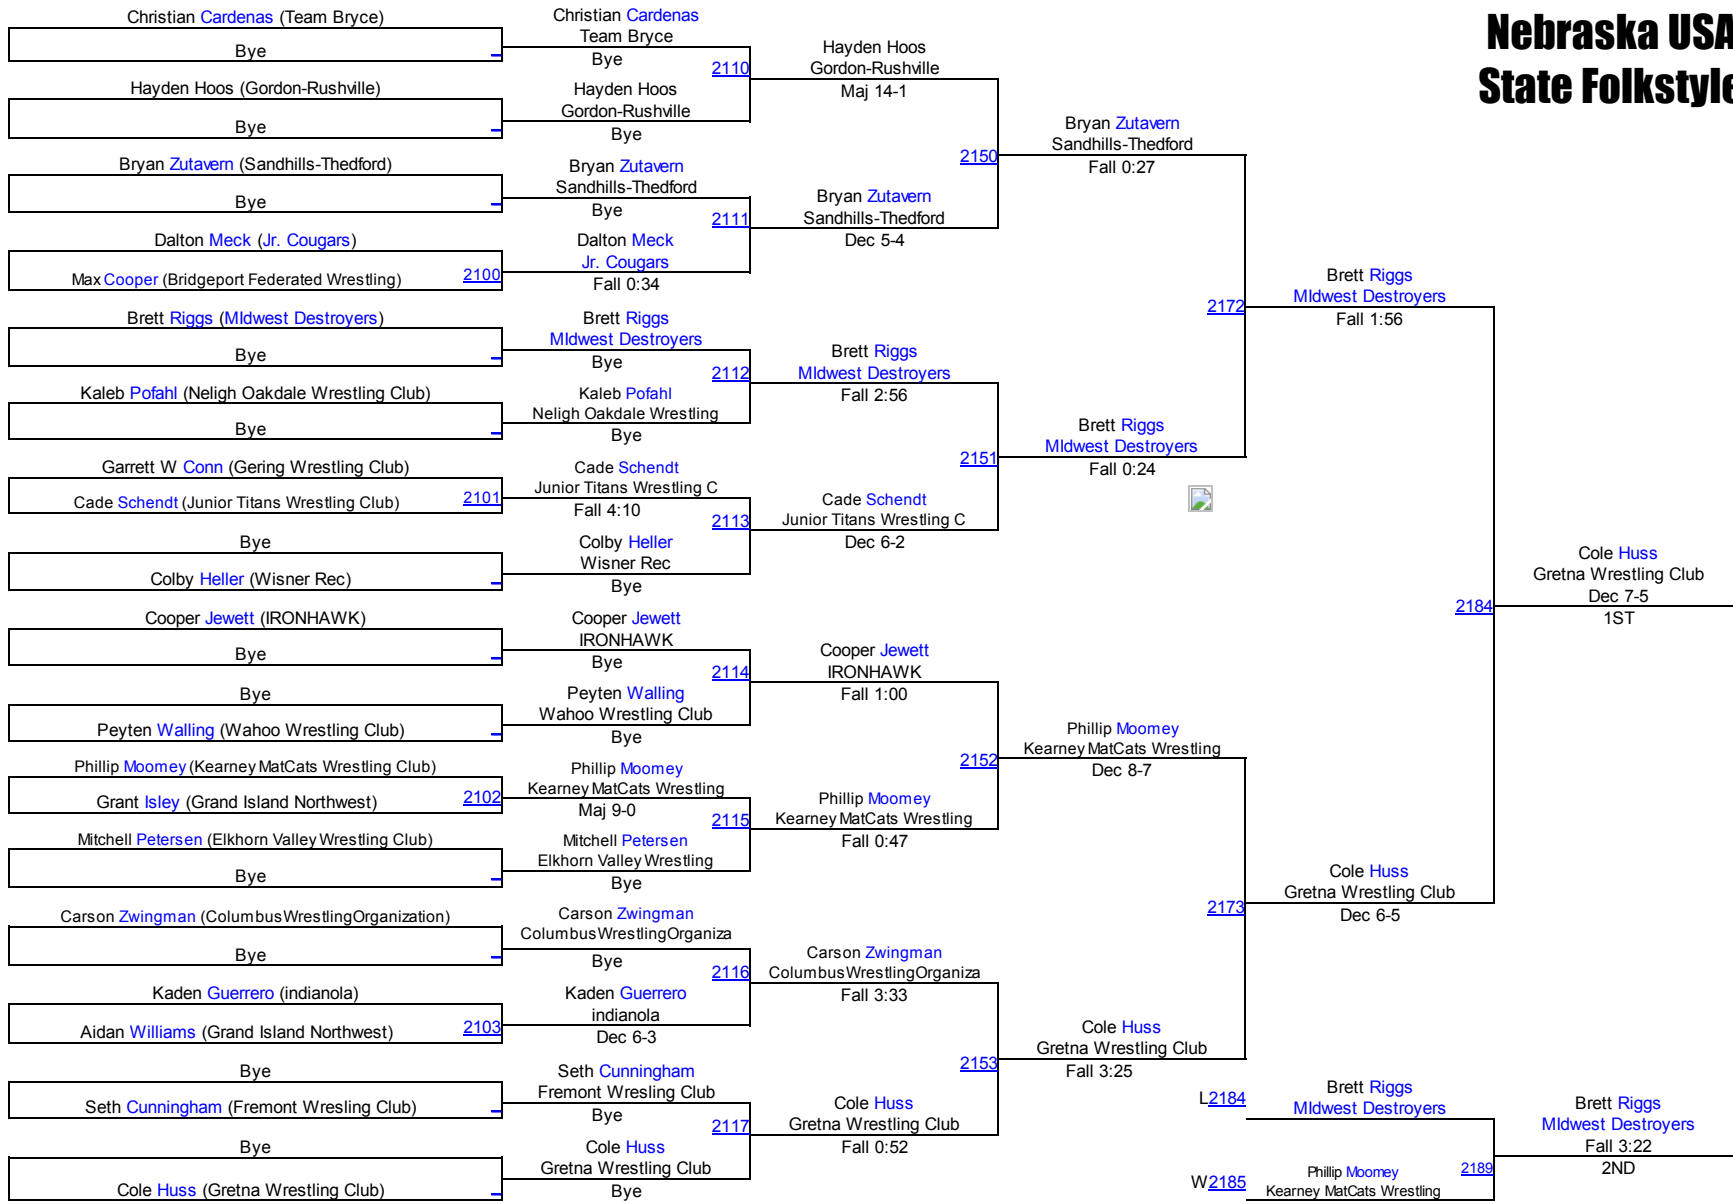 Nebraska USA
State Folkstyle
Christian Cardenas (Team Bryce)
Bye
Hayden Hoos (Gordon-Rushville)
Bye
Bryan Zutavern (Sandhills-Thedford)
Bye
Dalton Meck (Jr. Cougars)
Max Cooper (Bridgeport Federated Wrestling)
2100
Brett Riggs (MIdwest Destroyers)
Bye
Kaleb Pofahl (Neligh Oakdale Wrestling Club)
Bye
Garrett W Conn (Gering Wrestling Club)
Cade Schendt (Junior Titans Wrestling Club)
2101
Bye
Colby Heller (Wisner Rec)
Cooper Jewett (IRONHAWK)
Bye
Bye
Peyten Walling (Wahoo Wrestling Club)
Phillip Moomey (Kearney MatCats Wrestling Club)
Grant Isley (Grand Island Northwest)
2102
Mitchell Petersen (Elkhorn Valley Wrestling Club)
Bye
Carson Zwingman (ColumbusWrestlingOrganization)
Bye
Kaden Guerrero (indianola)
Aidan Williams (Grand Island Northwest)
2103
Bye
Seth Cunningham (Fremont Wresling Club)
Bye
Cole Huss (Gretna Wrestling Club)
Christian Cardenas
Team Bryce
Bye
2110
Hayden Hoos
Gordon-Rushville
Bye
Bryan Zutavern
Sandhills-Thedford
Bye
2111
Dalton Meck
Jr. Cougars
Fall 0:34
Brett Riggs
MIdwest Destroyers
Bye
2112
Kaleb Pofahl
Neligh Oakdale Wrestling
Bye
Cade Schendt
Junior Titans Wrestling C
Fall 4:10
2113
Colby Heller
Wisner Rec
Bye
Cooper Jewett
IRONHAWK
Bye
2114
Peyten Walling
Wahoo Wrestling Club
Bye
Phillip Moomey
Kearney MatCats Wrestling
Maj 9-0
2115
Mitchell Petersen
Elkhorn Valley Wrestling
Bye
Carson Zwingman
ColumbusWrestlingOrganiza
Bye
2116
Kaden Guerrero
indianola
Dec 6-3
Seth Cunningham
Fremont Wresling Club
Bye
2117
Cole Huss
Gretna Wrestling Club
Bye
Hayden Hoos
Gordon-Rushville
Maj 14-1
2150
Bryan Zutavern
Sandhills-Thedford
Dec 5-4
Brett Riggs
MIdwest Destroyers
Fall 2:56
2151
Cade Schendt
Junior Titans Wrestling C
Dec 6-2
Cooper Jewett
IRONHAWK
Fall 1:00
2152
Phillip Moomey
Kearney MatCats Wrestling
Fall 0:47
Carson Zwingman
ColumbusWrestlingOrganiza
Fall 3:33
2153
Cole Huss
Gretna Wrestling Club
Fall 0:52
Bryan Zutavern
Sandhills-Thedford
Fall 0:27
2172
Brett Riggs
MIdwest Destroyers
Fall 0:24
Phillip Moomey
Kearney MatCats Wrestling
Dec 8-7
2173
Cole Huss
Gretna Wrestling Club
Fall 3:25
Brett Riggs
MIdwest Destroyers
Fall 1:56
2184
Cole Huss
Gretna Wrestling Club
Dec 6-5
Cole Huss
Gretna Wrestling Club
Dec 7-5
1ST
L2184
Brett Riggs
MIdwest Destroyers
W2185
Phillip Moomey
Kearney MatCats Wrestling
2189
Brett Riggs
MIdwest Destroyers
Fall 3:22
2ND